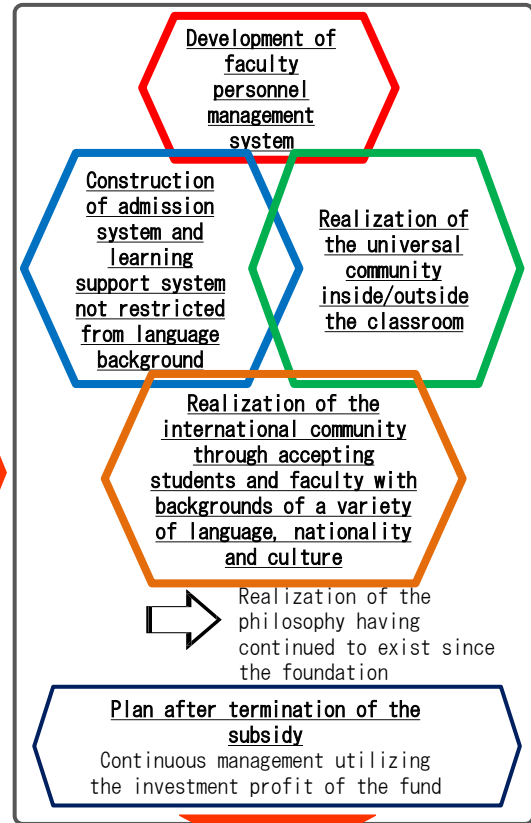 Development of
faculty
personnel
management
system
Construction
of admission
system and
learning
support system
not restricted
from language
background
Realization of
the universal
community
inside/outside
the classroom
Realization of the
international community
through accepting
students and faculty with
backgrounds of a variety
of language, nationality
and culture
Realization of the
philosophy having
continued to exist since
the foundation
Plan after termination of the
subsidy
Continuous management utilizing
the investment profit of the fund